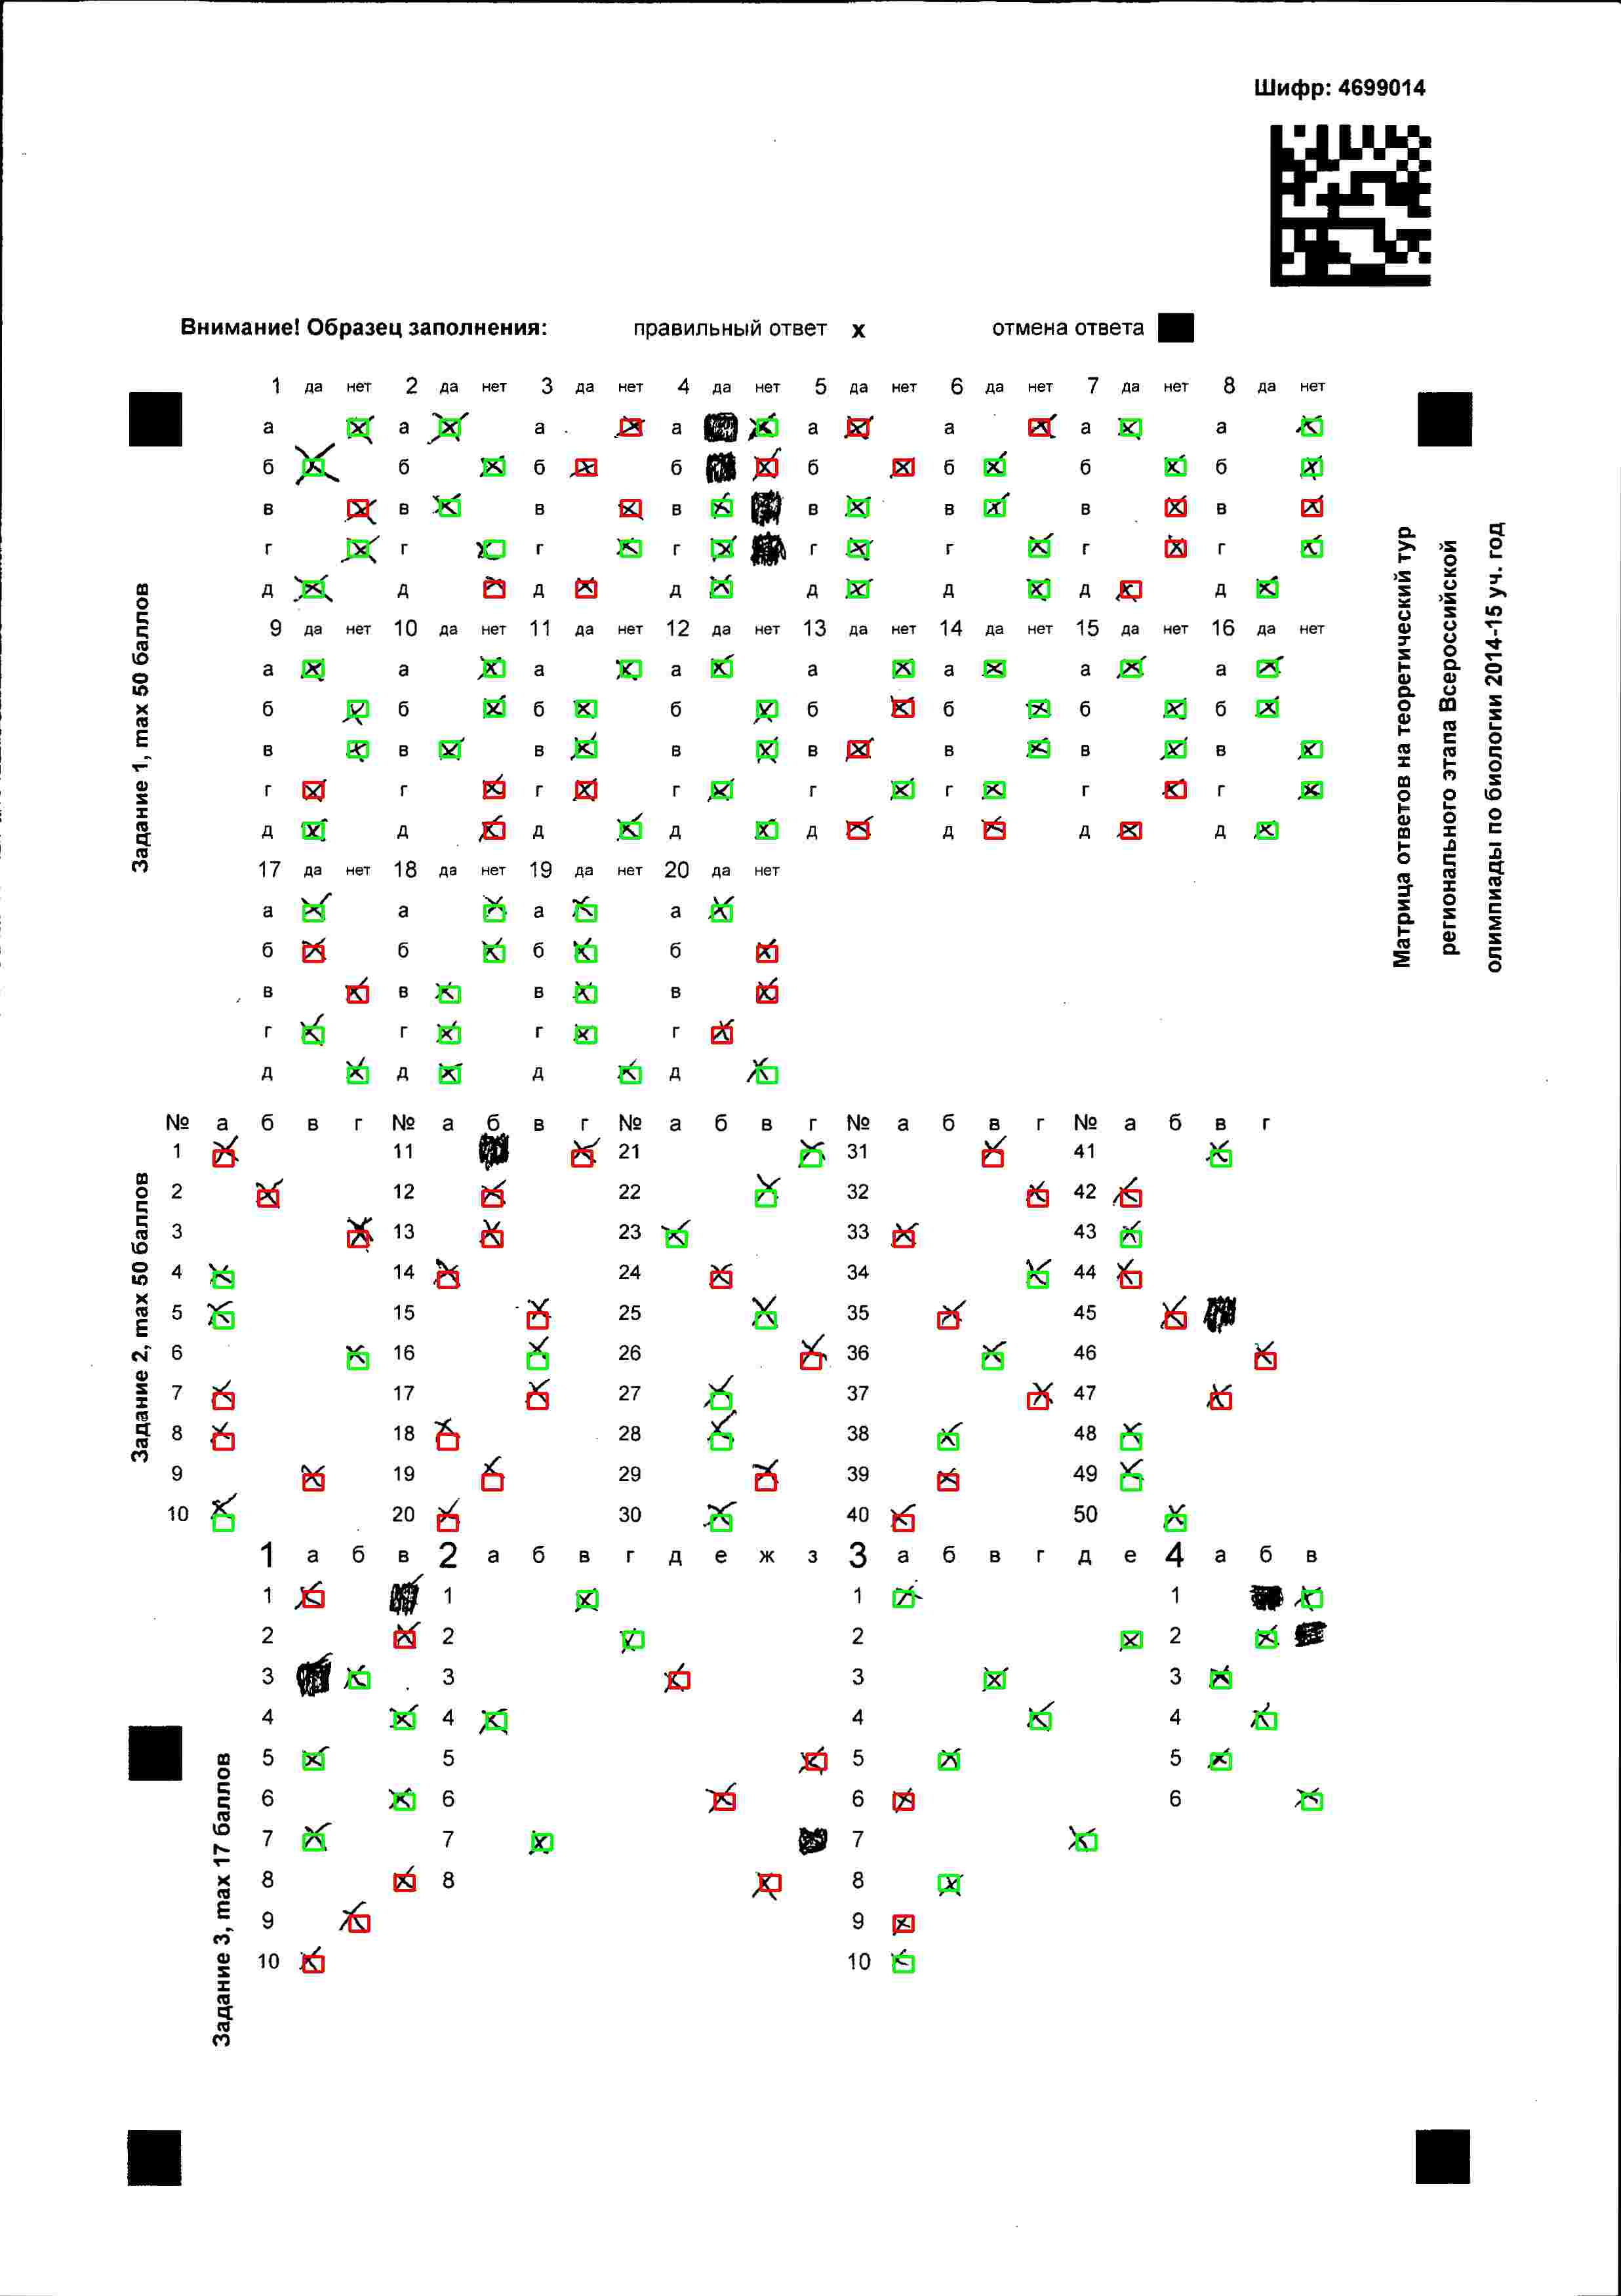 Шифр: 4699014
Внимание! Образец заполнения: правильный ответ x отмена ответа
Матрица ответов на теоретический тур
регионального этапа Всероссийской
олимпиады по биологии 2014-15 уч. год
Задание 1, max 50 баллов
1 да нет 2 да нет 3 да нет 4 да нет 5 да нет 6 да нет 7 да нет 8 да нет
а а а а а а а а
б б б б б б б б
в в в в в в в в
г г г г г г г г
д д д д д д д д
9 да нет 10 да нет 11 да нет 12 да нет 13 да нет 14 да нет 15 да нет 16 да нет
а а а а а а а а
б б б б б б б б
в в в в в в в в
г г г г г г г г
д д д д д д д д
17 да нет 18 да нет 19 да нет 20 да нет
а а а а
б б б б
в в в в
г г г г
д д д д
Задание 2, max 50 баллов
№ а б в г № а б в г № а б в г № а б в г № а б в г
1 11 21 31 41
2 12 22 32 42
3 13 23 33 43
4 14 24 34 44
5 15 25 35 45
6 16 26 36 46
7 17 27 37 47
8 18 28 38 48
9 19 29 39 49
10 20 30 40 50
Задание 3, max 17 баллов
1 а б в 2 а б в г д е ж з 3 а б в г д е 4 а б в
1 1 1 1
2 2 2 2
3 3 3 3
4 4 4 4
5 5 5 5
6 6 6 6
7 7 7
8 8 8
9 9
10 10